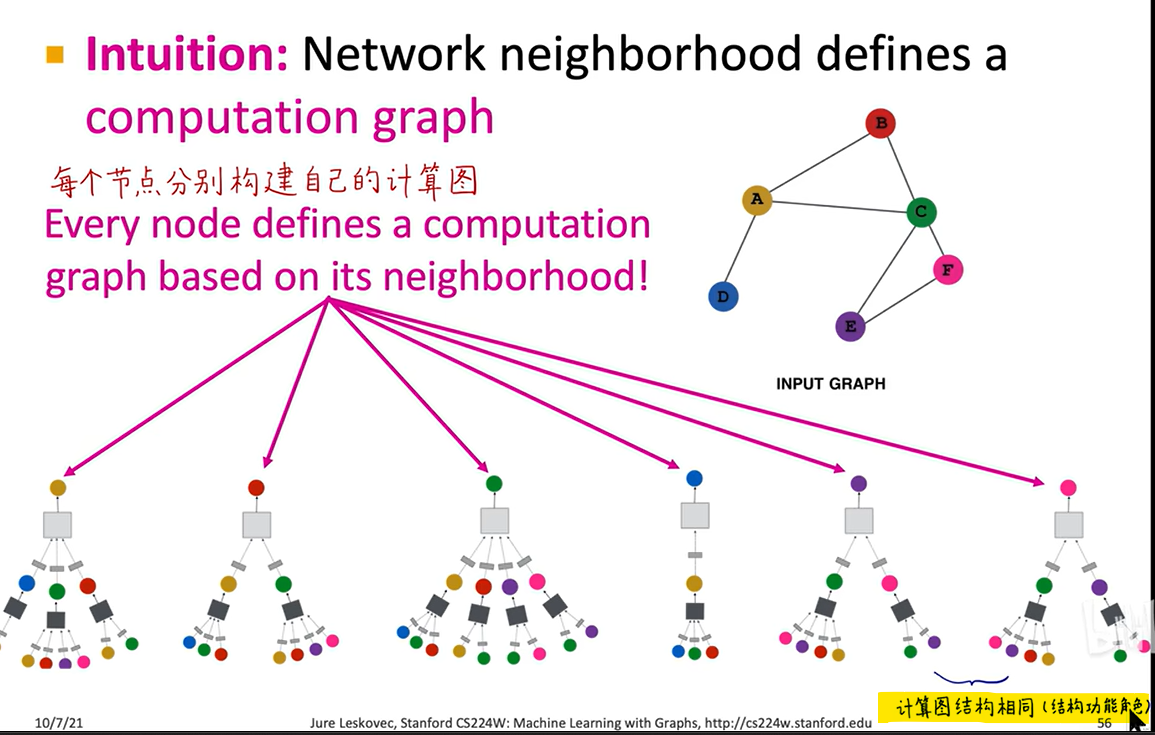 Intuition: Network neighborhood defines a
computation graph
每个节点分别构建自己的计算图
Every node defines a computation
graph based on its neighborhood!
B
A
C
F
D
E
INPUT GRAPH
计算图结构相同(结构功能角色)
10/7/21
Jure Leskovec, Stanford CS224W: Machine Learning with Graphs, http://cs224w.stanford.edu
56